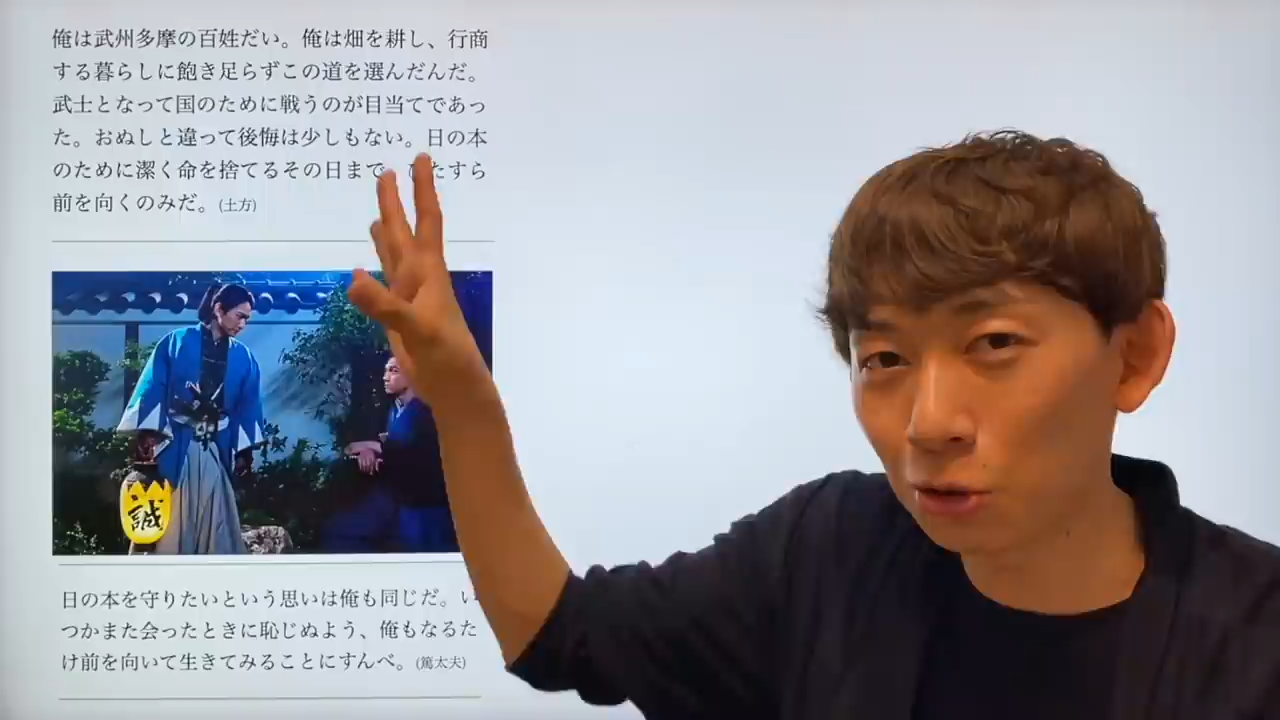 俺は武州多摩の百姓だい。俺は畑を耕し、行商
する暮らしに飽き足らずこの道を選んだんだ。
武士となって国のために戦うのが目当てであっ
た。おぬしと違って後悔は少しもない。日の本
のために潔く命を捨てるその日まで、ひたすら
前を向くのみだ。(土方)
誠
日の本を守りたいという思いは俺も同じだ。い
つかまた会ったときに恥じぬよう、俺もなるた
け前を向いて生きてみることにすんべ。(篤太夫)